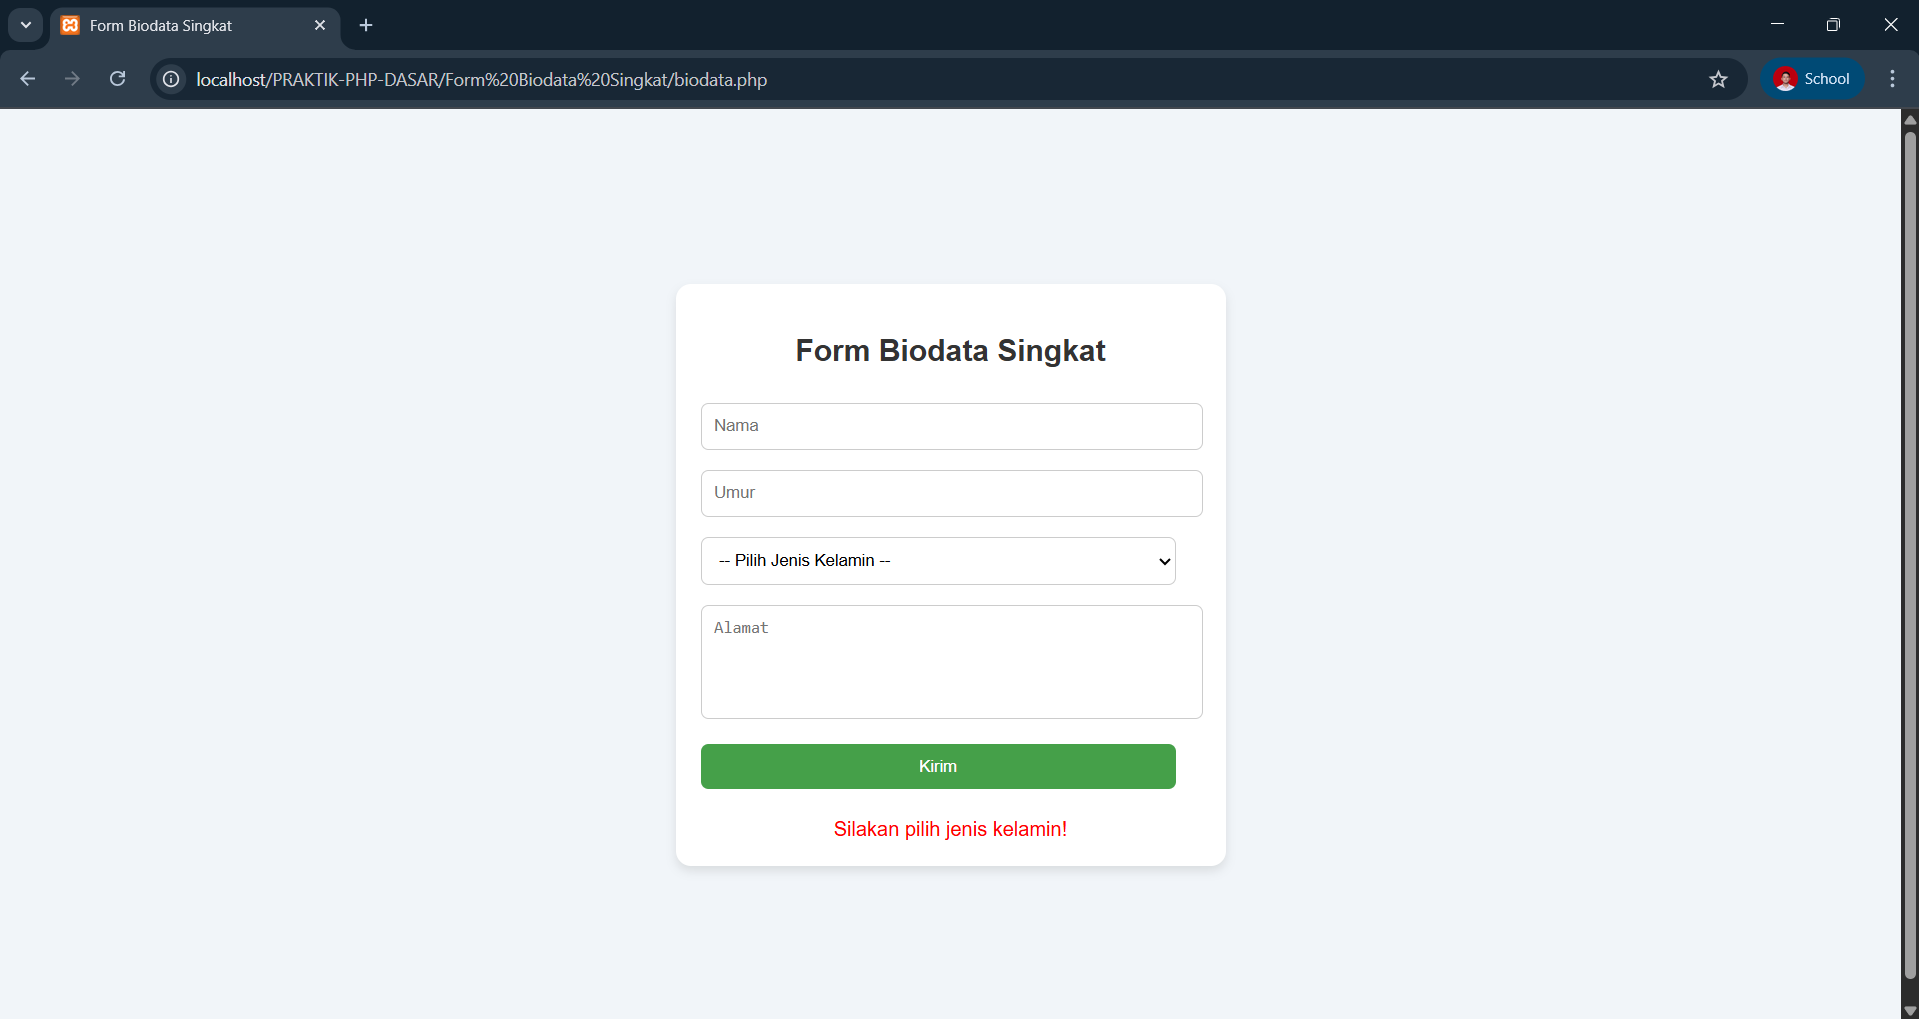 Form Biodata Singkat
localhost/PRAKTIK-PHP-DASAR/Form%20Biodata%20Singkat/biodata.php
School
Form Biodata Singkat
Nama
Umur
-- Pilih Jenis Kelamin --
Alamat
Kirim
Silakan pilih jenis kelamin!